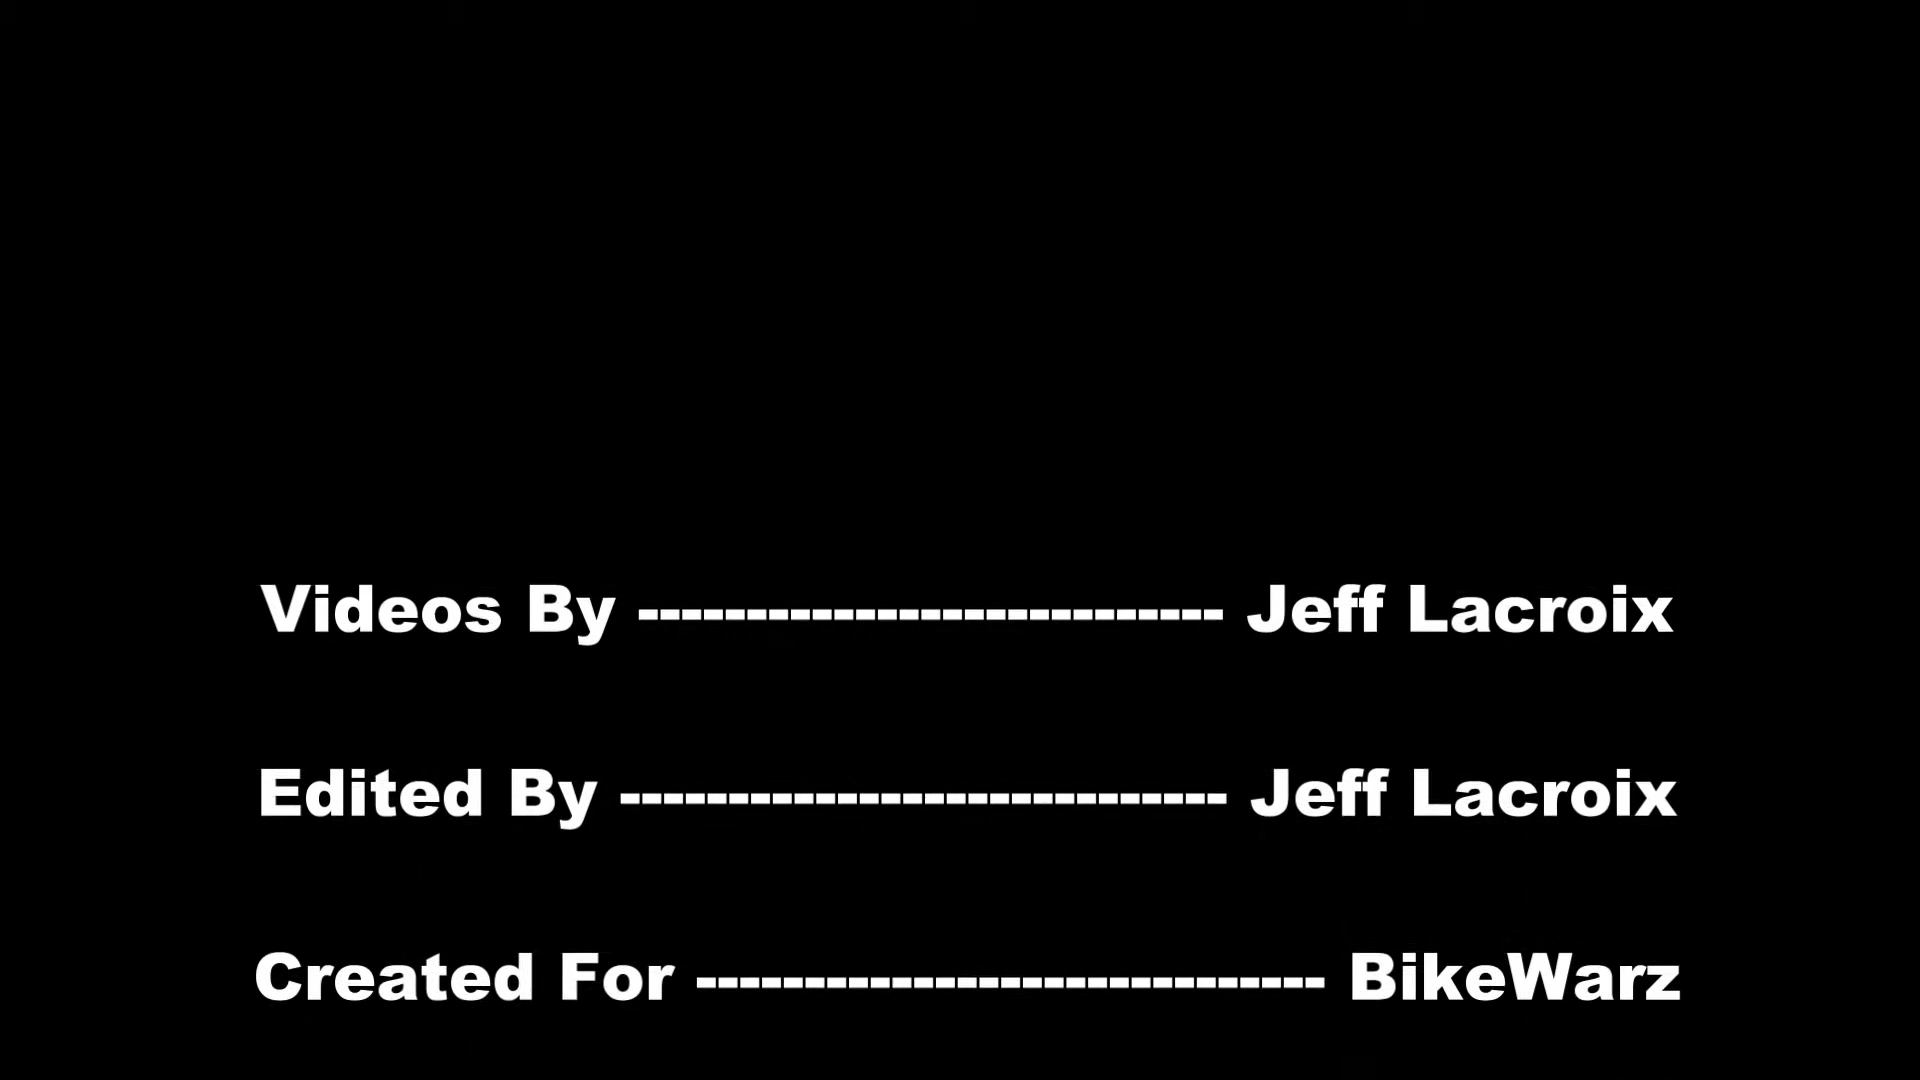 Videos By --------------------------- Jeff Lacroix
Edited By ---------------------------- Jeff Lacroix
Created For ----------------------------- BikeWarz